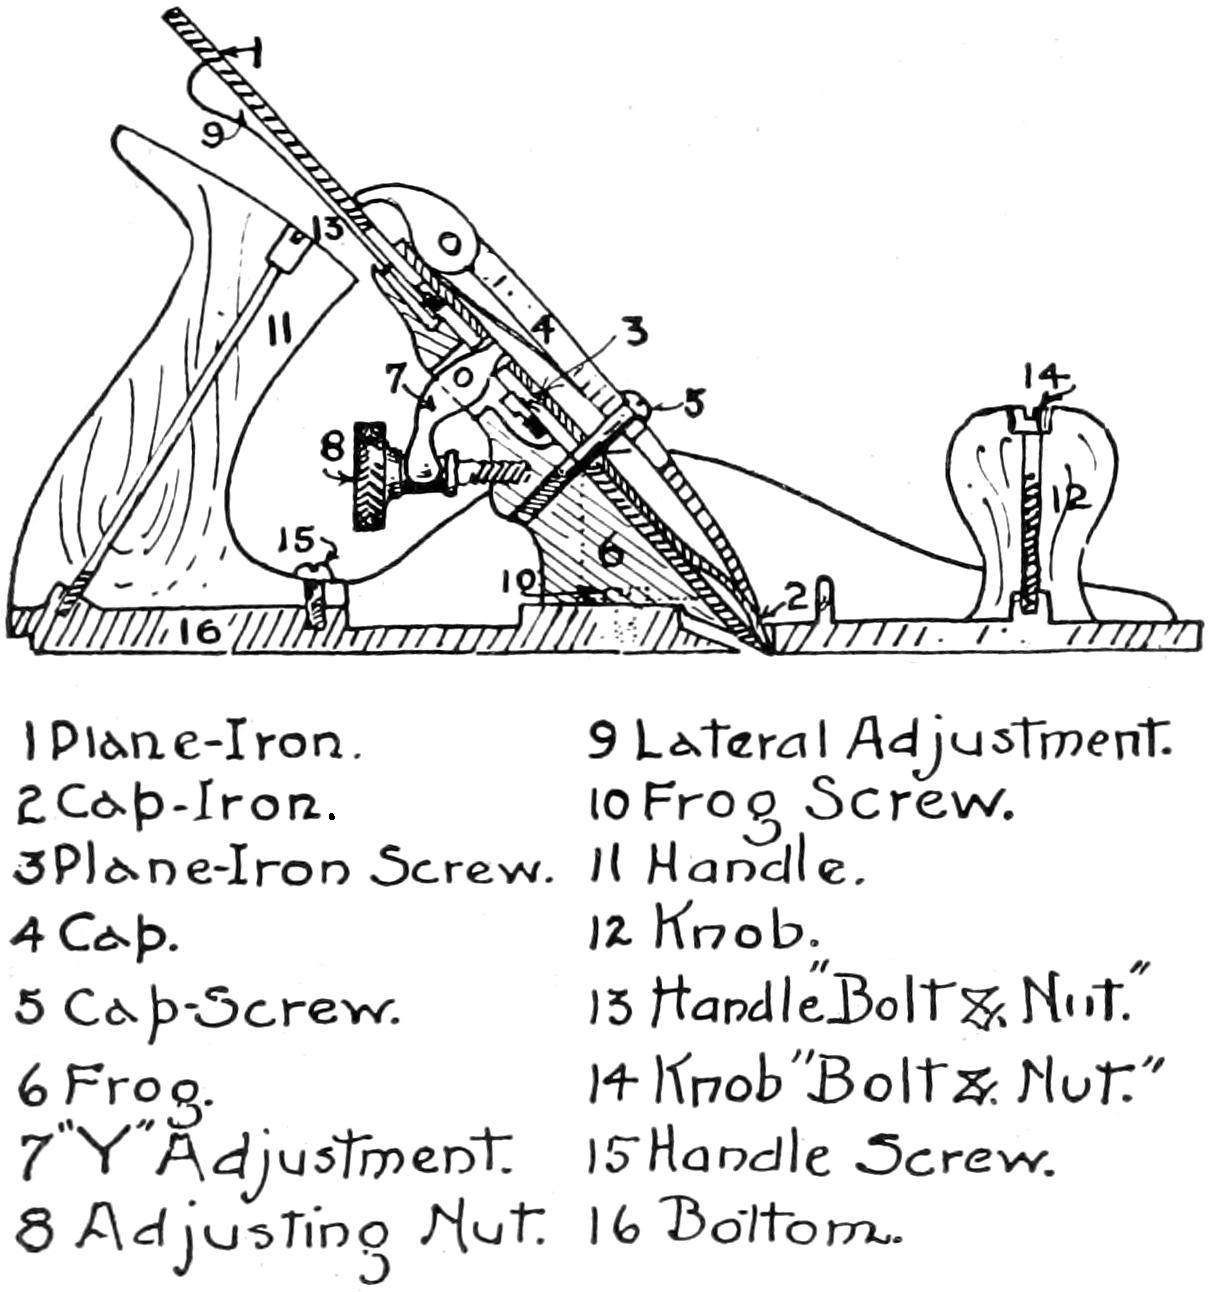 1
9
13
11
4
3
7
5
14
8
12
15
6
10
2
16
1 Plane-Iron.
2 Cap-Iron.
3 Plane-Iron Screw.
4 Cap.
5 Cap-Screw.
6 Frog.
7 "Y" Adjustment.
8 Adjusting Nut.
9 Lateral Adjustment.
10 Frog Screw.
11 Handle.
12 Knob.
13 Handle "Bolt & Nut."
14 Knob "Bolt & Nut."
15 Handle Screw.
16 Bottom.